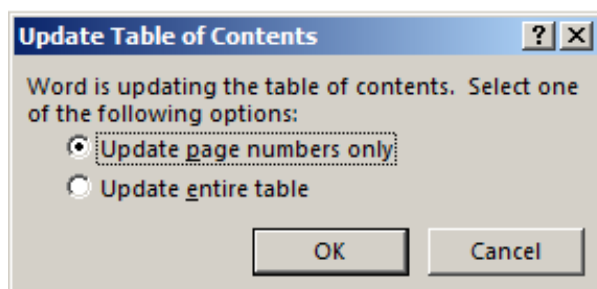 Update Table of Contents ? X
Word is updating the table of contents. Select one
of the following options:
Update page numbers only
Update entire table
OK Cancel